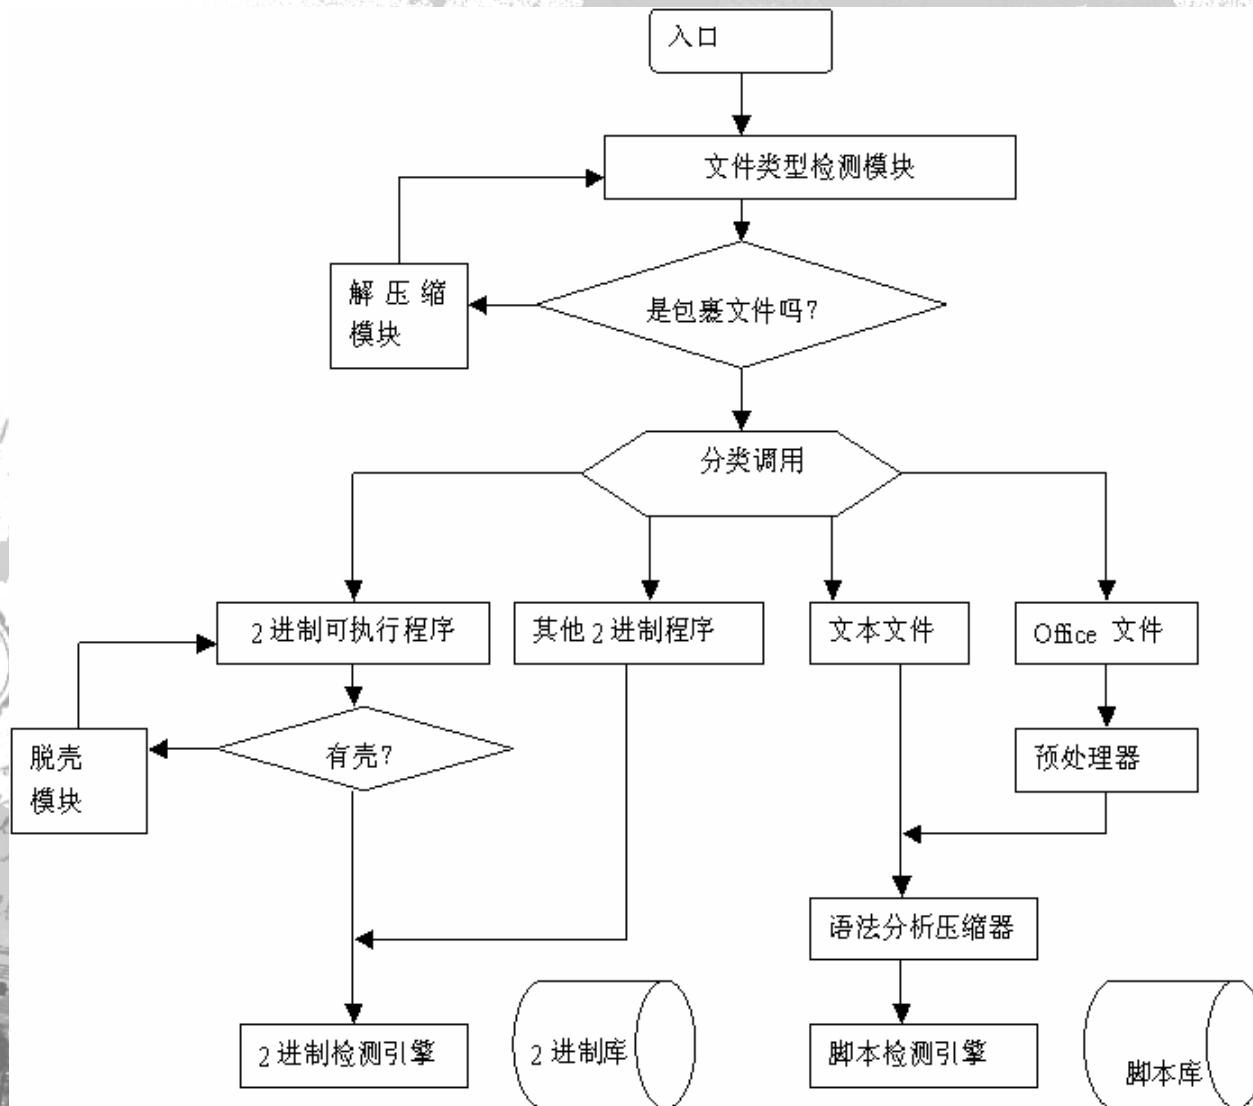 入口
文件类型检测模块
解压缩
模块
是包裹文件吗?
分类调用
2进制可执行程序
其他2进制程序
文本文件
Office 文件
脱壳
模块
有壳?
预处理器
语法分析压缩器
2进制检测引擎
2进制库
脚本检测引擎
脚本库